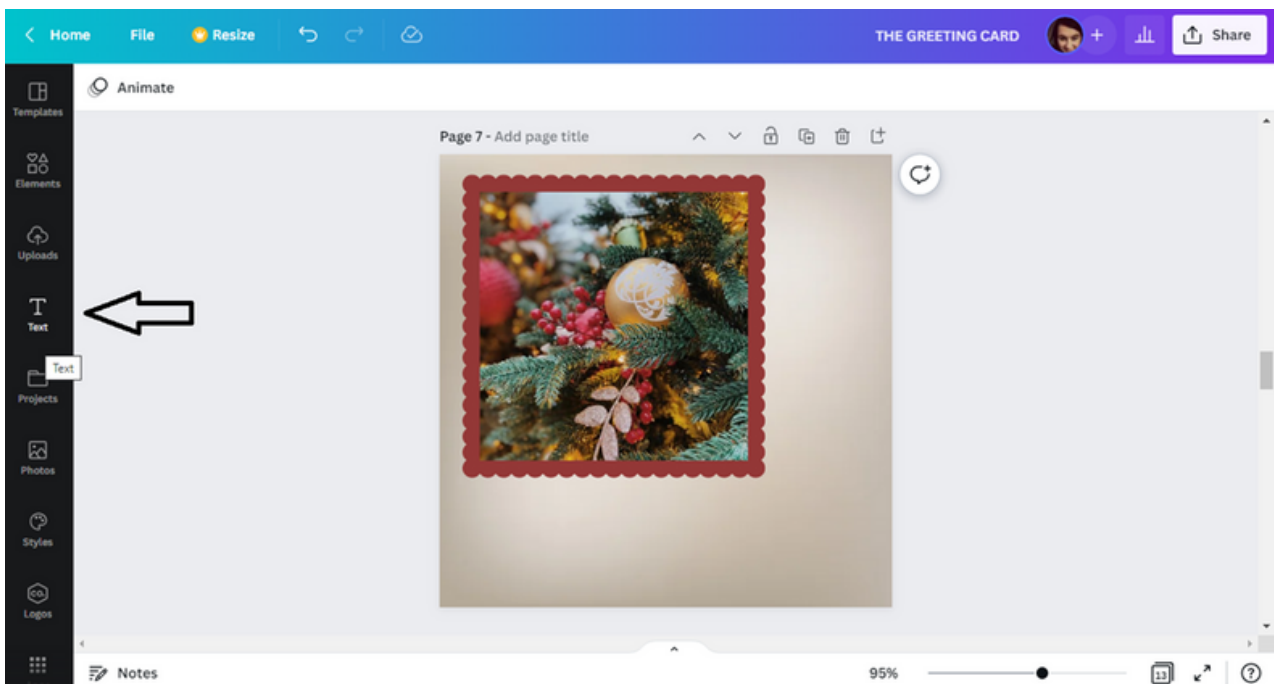 Home File Resize THE GREETING CARD + Share
Animate
Templates
Elements
Uploads
Text
Text
Projects
Photos
Styles
CO.
Logos
Page 7 - Add page title
Notes 95% 13 ?